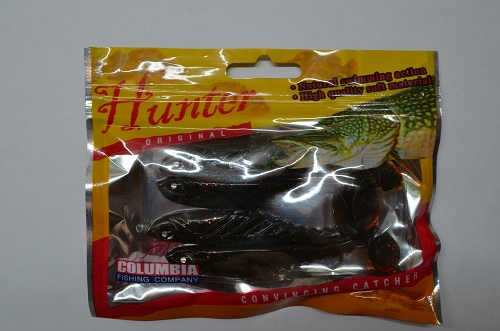 Hunter
ORIGINAL
• Natural swimming action
• High quality soft material
COLUMBIA
FISHING COMPANY
CONVINCING CATCHER